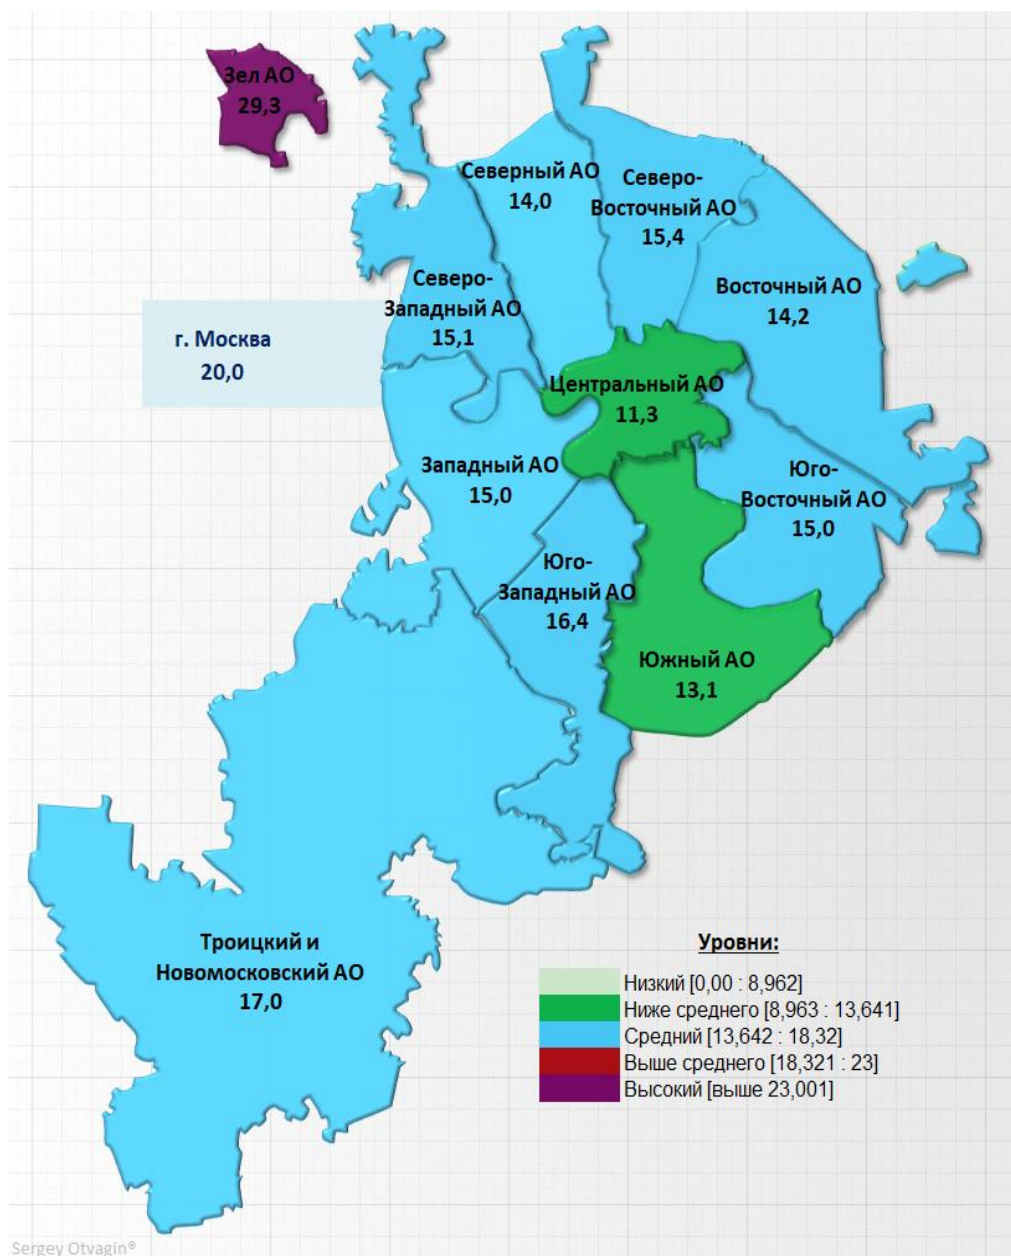 Зел АО
29,3
Северный АО
14,0
Северо-
Восточный АО
15,4
Северо-
Западный АО
15,1
Восточный АО
14,2
г. Москва
20,0
Центральный АО
11,3
Западный АО
15,0
Юго-
Восточный АО
15,0
Юго-
Западный АО
16,4
Южный АО
13,1
Троицкий и
Новомосковский АО
17,0
Уровни:
Низкий [0,00 : 8,962]
Ниже среднего [8,963 : 13,641]
Средний [13,642 : 18,32]
Выше среднего [18,321 : 23]
Высокий [выше 23,001]
Sergey Otvagin®